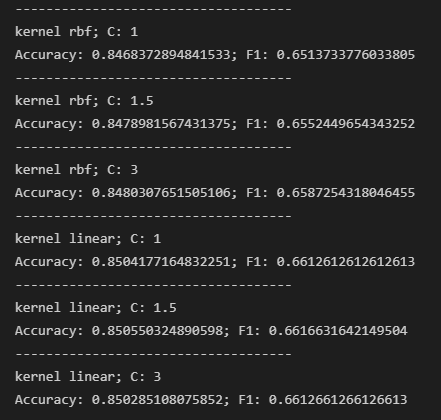 ------------------------------------
kernel rbf; C: 1
Accuracy: 0.8468372894841533; F1: 0.6513733776033805
------------------------------------
kernel rbf; C: 1.5
Accuracy: 0.8478981567431375; F1: 0.6552449654343252
------------------------------------
kernel rbf; C: 3
Accuracy: 0.8480307651505106; F1: 0.6587254318046455
------------------------------------
kernel linear; C: 1
Accuracy: 0.8504177164832251; F1: 0.6612612612612613
------------------------------------
kernel linear; C: 1.5
Accuracy: 0.850550324890598; F1: 0.6616631642149504
------------------------------------
kernel linear; C: 3
Accuracy: 0.850285108075852; F1: 0.6612661266126613